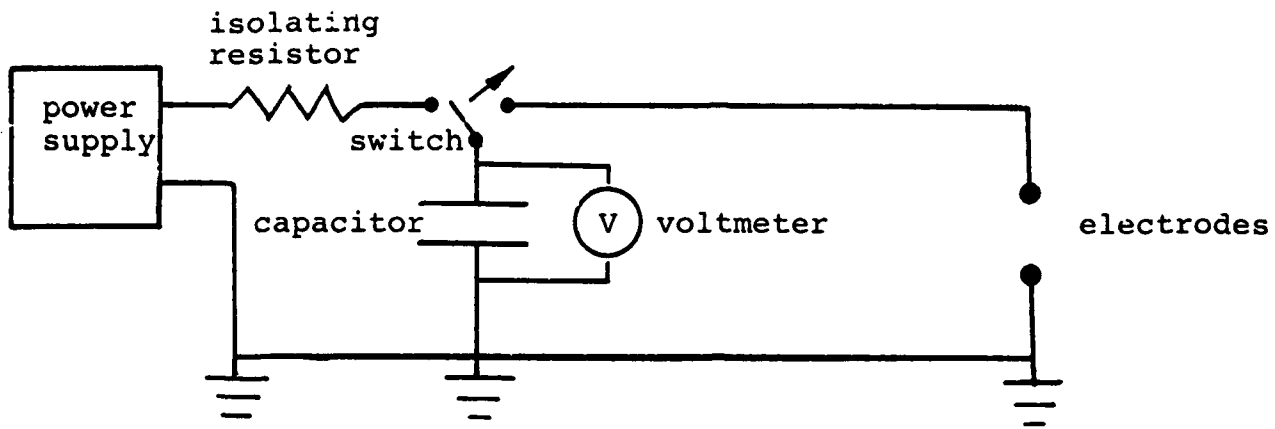 isolating
resistor
power
supply
switch
capacitor
V
voltmeter
electrodes